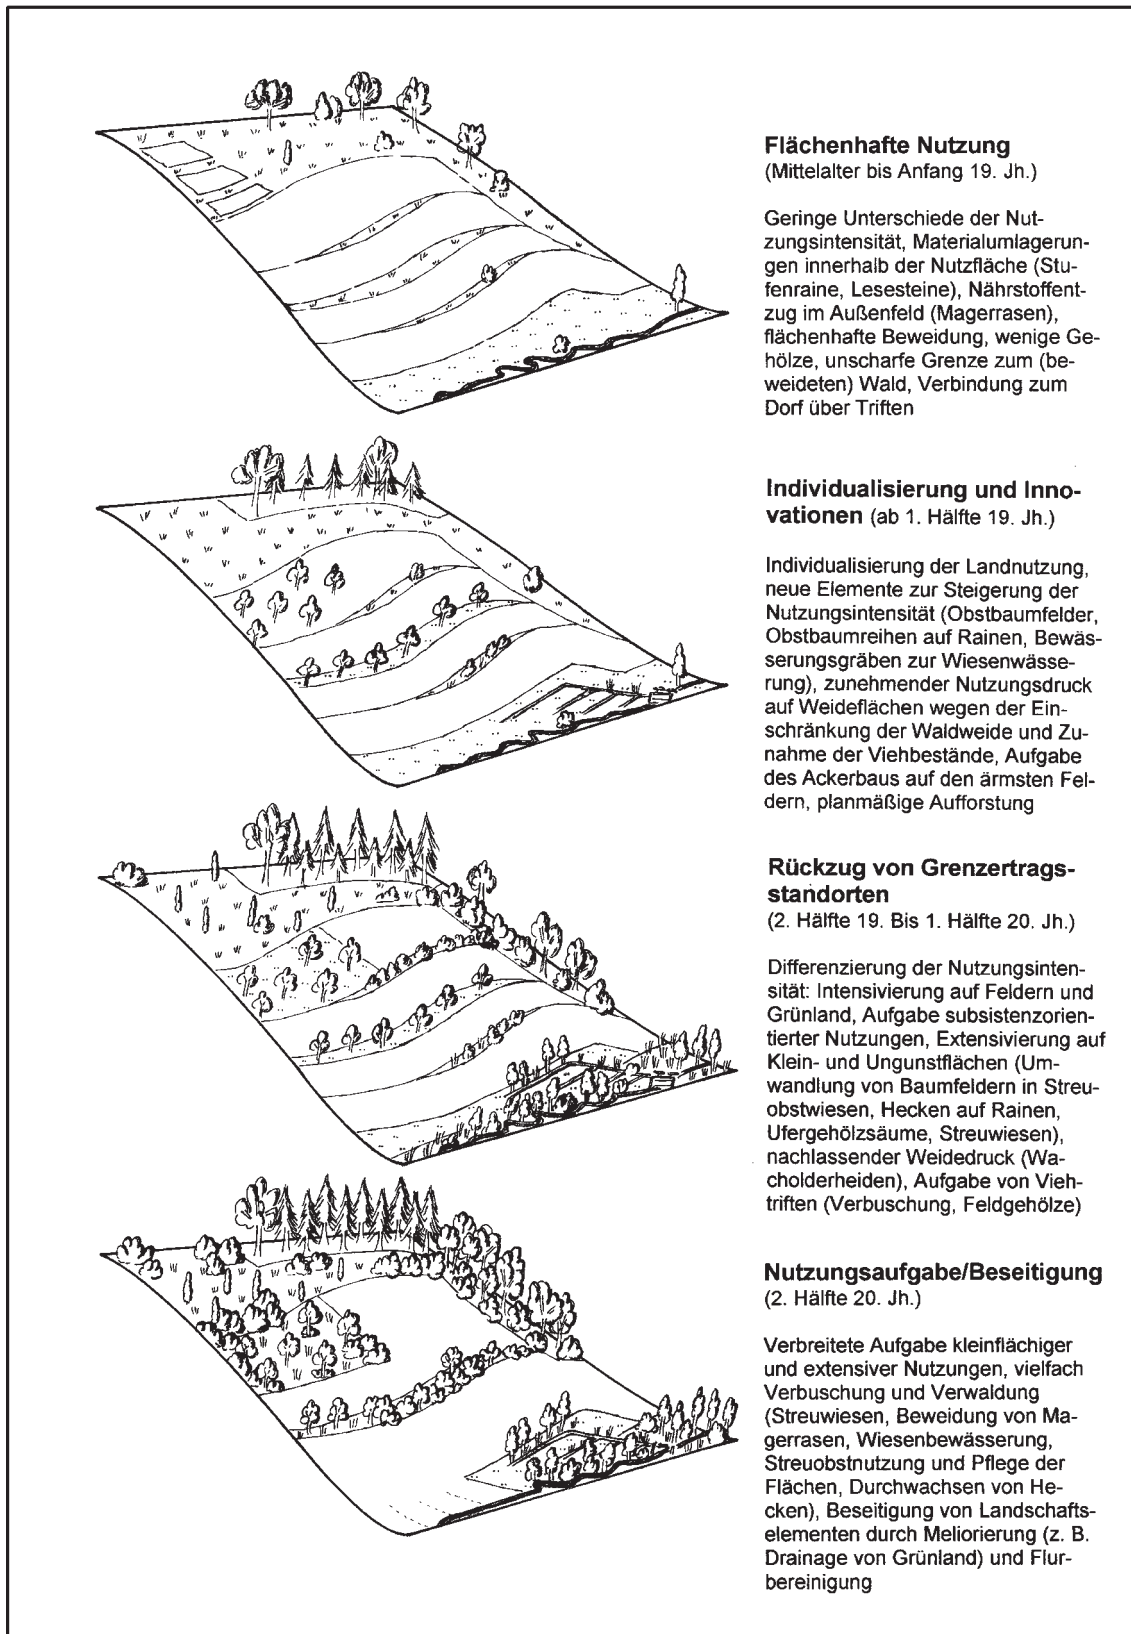 Flächenhafte Nutzung
(Mittelalter bis Anfang 19. Jh.)
Geringe Unterschiede der Nut-
zungsintensität, Materialumlagerun-
gen innerhalb der Nutzfläche (Stu-
fenraine, Lesesteine), Nährstoffent-
zug im Außenfeld (Magerrasen),
flächenhafte Beweidung, wenige Ge-
hölze, unscharfe Grenze zum (be-
weideten) Wald, Verbindung zum
Dorf über Triften
Individualisierung und Inno-
vationen (ab 1. Hälfte 19. Jh.)
Individualisierung der Landnutzung,
neue Elemente zur Steigerung der
Nutzungsintensität (Obstbaumfelder,
Obstbaumreihen auf Rainen, Bewäs-
serungsgräben zur Wiesenwässe-
rung), zunehmender Nutzungsdruck
auf Weideflächen wegen der Ein-
schränkung der Waldweide und Zu-
nahme der Viehbestände, Aufgabe
des Ackerbaus auf den ärmsten Fel-
dern, planmäßige Aufforstung
Rückzug von Grenzertrags-
standorten
(2. Hälfte 19. Bis 1. Hälfte 20. Jh.)
Differenzierung der Nutzungsinten-
sität: Intensivierung auf Feldern und
Grünland, Aufgabe subsistenzorien-
tierter Nutzungen, Extensivierung auf
Klein- und Ungunstflächen (Um-
wandlung von Baumfeldern in Streu-
obstwiesen, Hecken auf Rainen,
Ufergehölzsäume, Streuwiesen),
nachlassender Weidedruck (Wa-
cholderheiden), Aufgabe von Vieh-
triften (Verbuschung, Feldgehölze)
Nutzungsaufgabe/Beseitigung
(2. Hälfte 20. Jh.)
Verbreitete Aufgabe kleinflächiger
und extensiver Nutzungen, vielfach
Verbuschung und Verwaldung
(Streuwiesen, Beweidung von Ma-
gerrasen, Wiesenbewässerung,
Streuobstnutzung und Pflege der
Flächen, Durchwachsen von He-
cken), Beseitigung von Landschafts-
elementen durch Meliorierung (z. B.
Drainage von Grünland) und Flur-
bereinigung